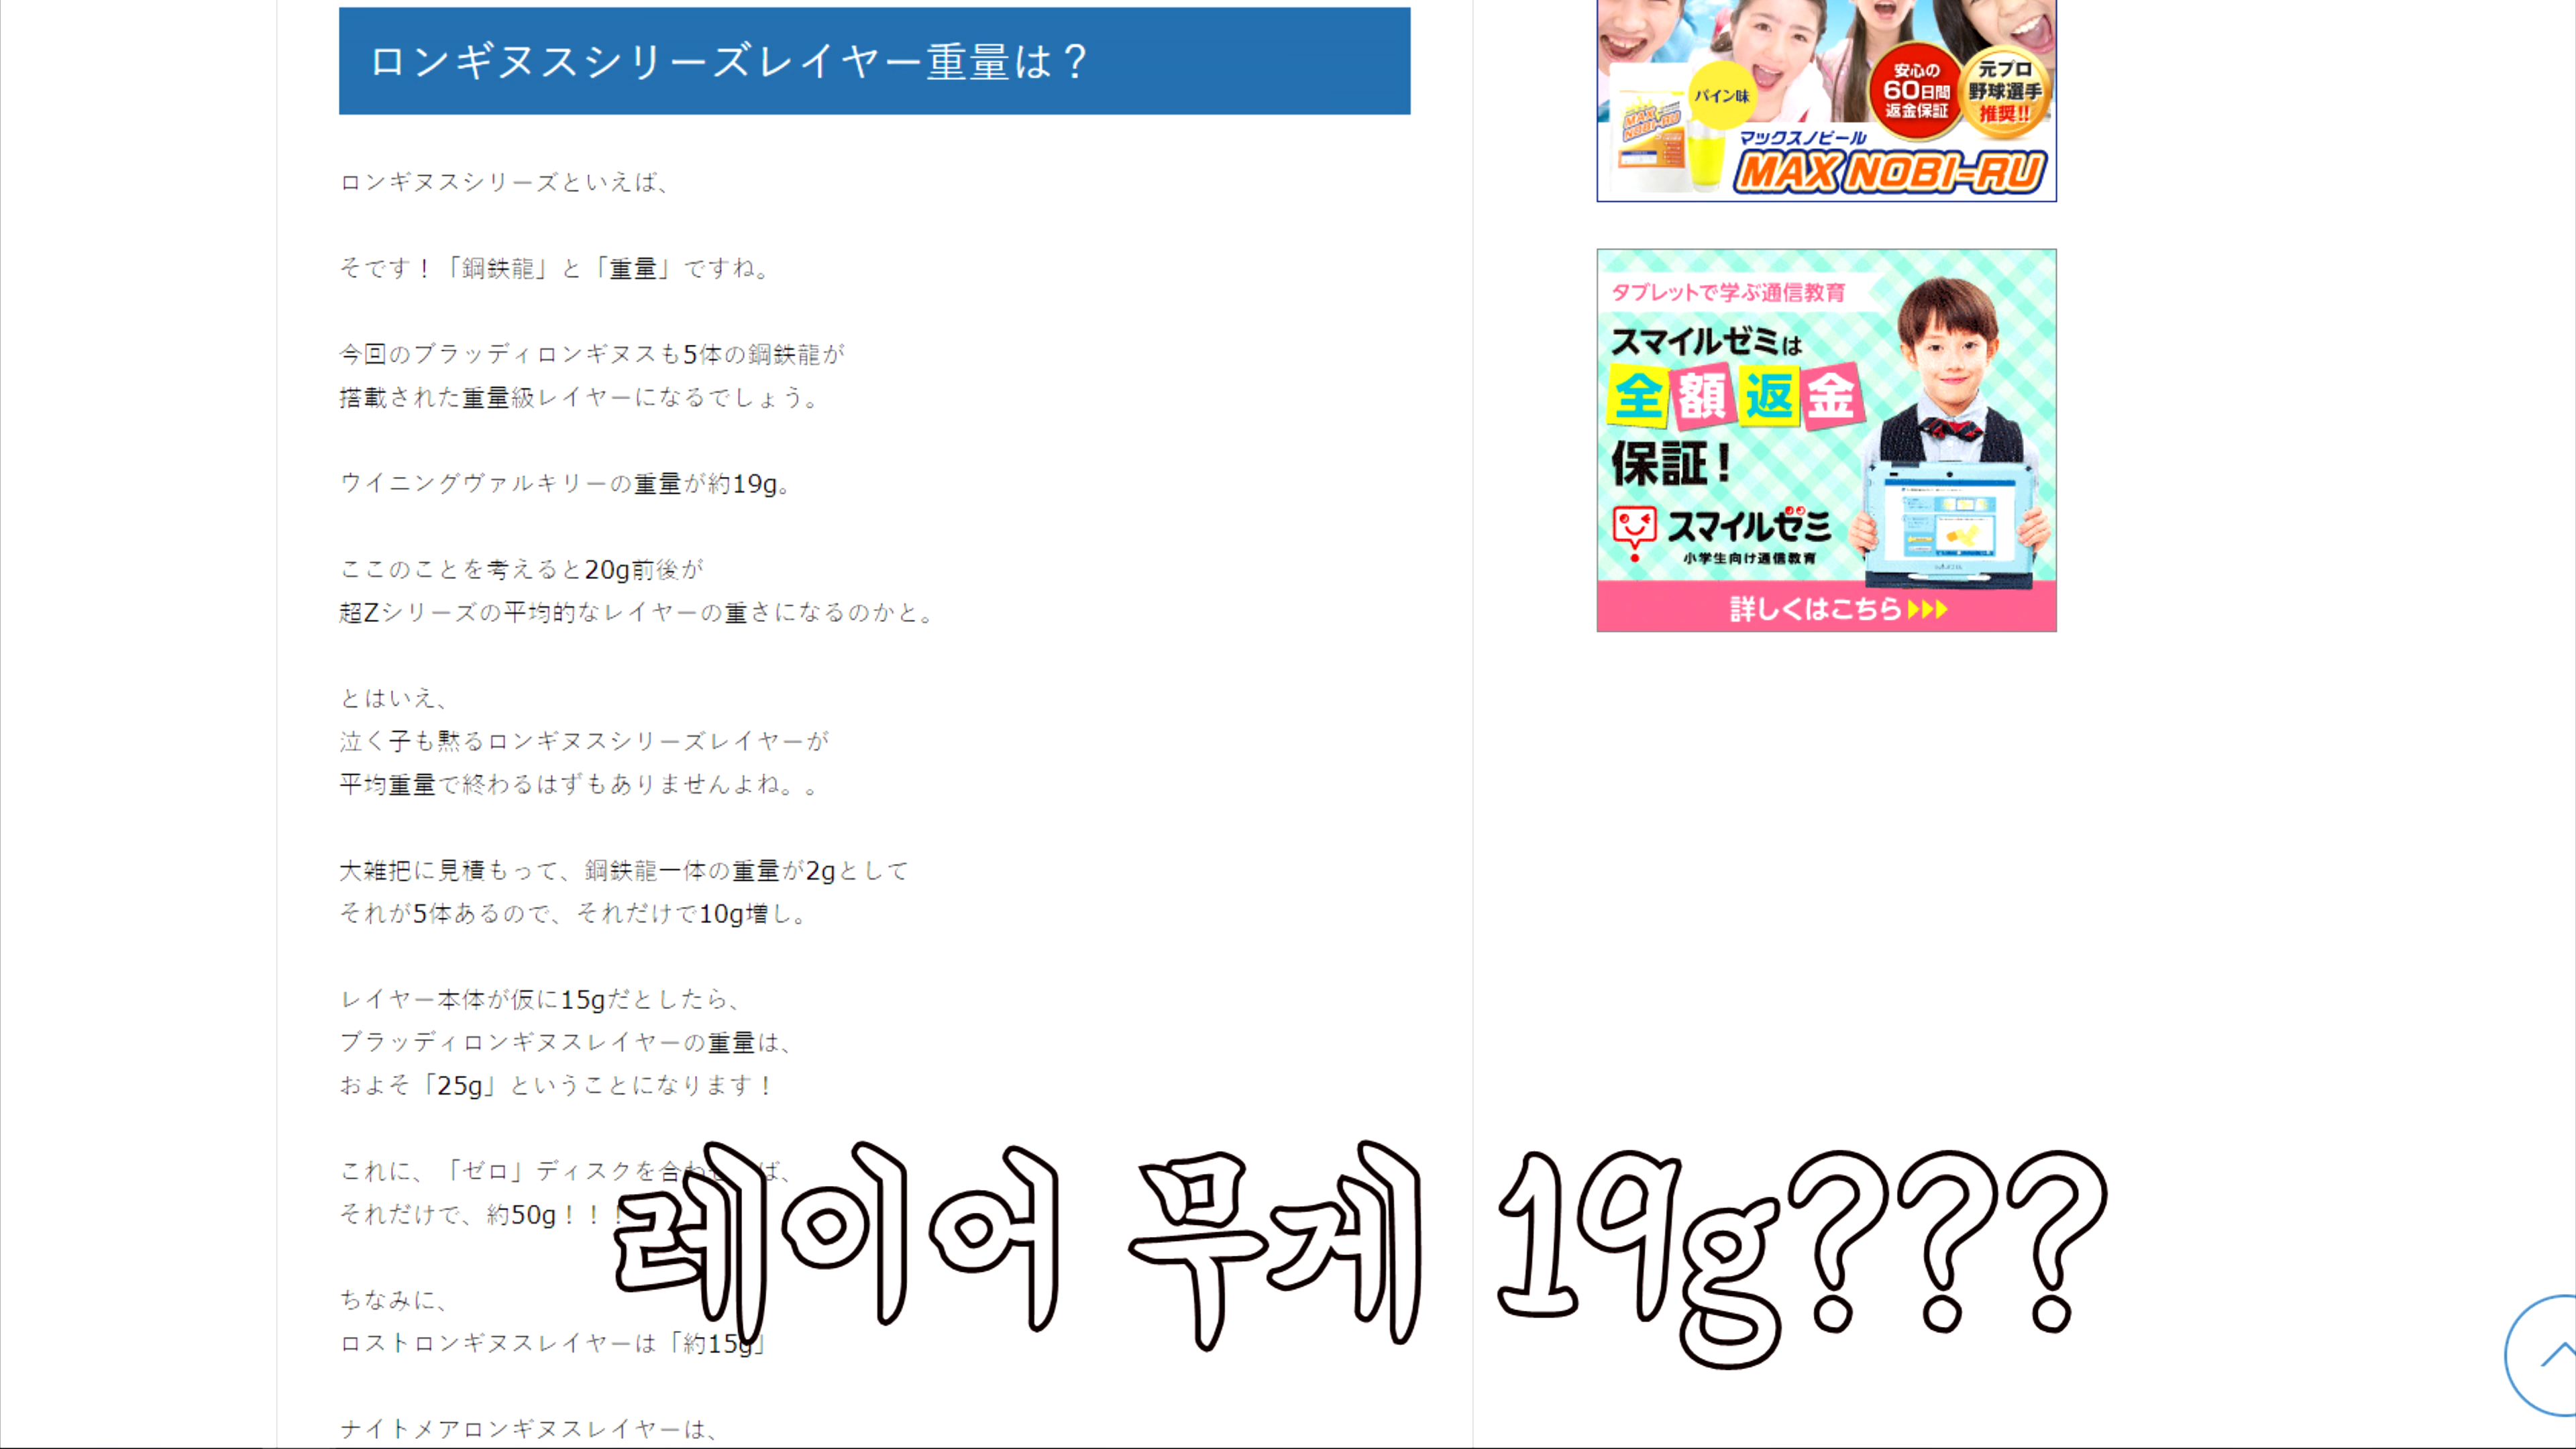 ロンギヌスシリーズレイヤー重量は？
ロンギヌスシリーズといえば、
そです！「鋼鉄龍」と「重量」ですね。
今回のブラッディロンギヌスも5体の鋼鉄龍が
搭載された重量級レイヤーになるでしょう。
ウイニングヴァルキリーの重量が約19g。
ここのことを考えると20g前後が
超Zシリーズの平均的なレイヤーの重さになるのかと。
とはいえ、
泣く子も黙るロンギヌスシリーズレイヤーが
平均重量で終わるはずもありませんよね。。
大雑把に見積もって、鋼鉄龍一体の重量が2gとして
それが5体あるので、それだけで10g増し。
レイヤー本体が仮に15gだとしたら、
ブラッディロンギヌスレイヤーの重量は、
およそ「25g」ということになります！
これに、「ゼロ」ディスクを合わせれば、
それだけで、約50g！！！
ちなみに、
ロストロンギヌスレイヤーは「約15g」
ナイトメアロンギヌスレイヤーは、
레이어 무게 19g???
パイン味
安心の
60日間
返金保証
元プロ
野球選手
推奨!!
MAX
NOBI-RU
マックスノビール
MAX NOBI-RU
タブレットで学ぶ通信教育
スマイルゼミは
全額返金
保証！
スマイルゼミ
小学生向け通信教育
詳しくはこちら